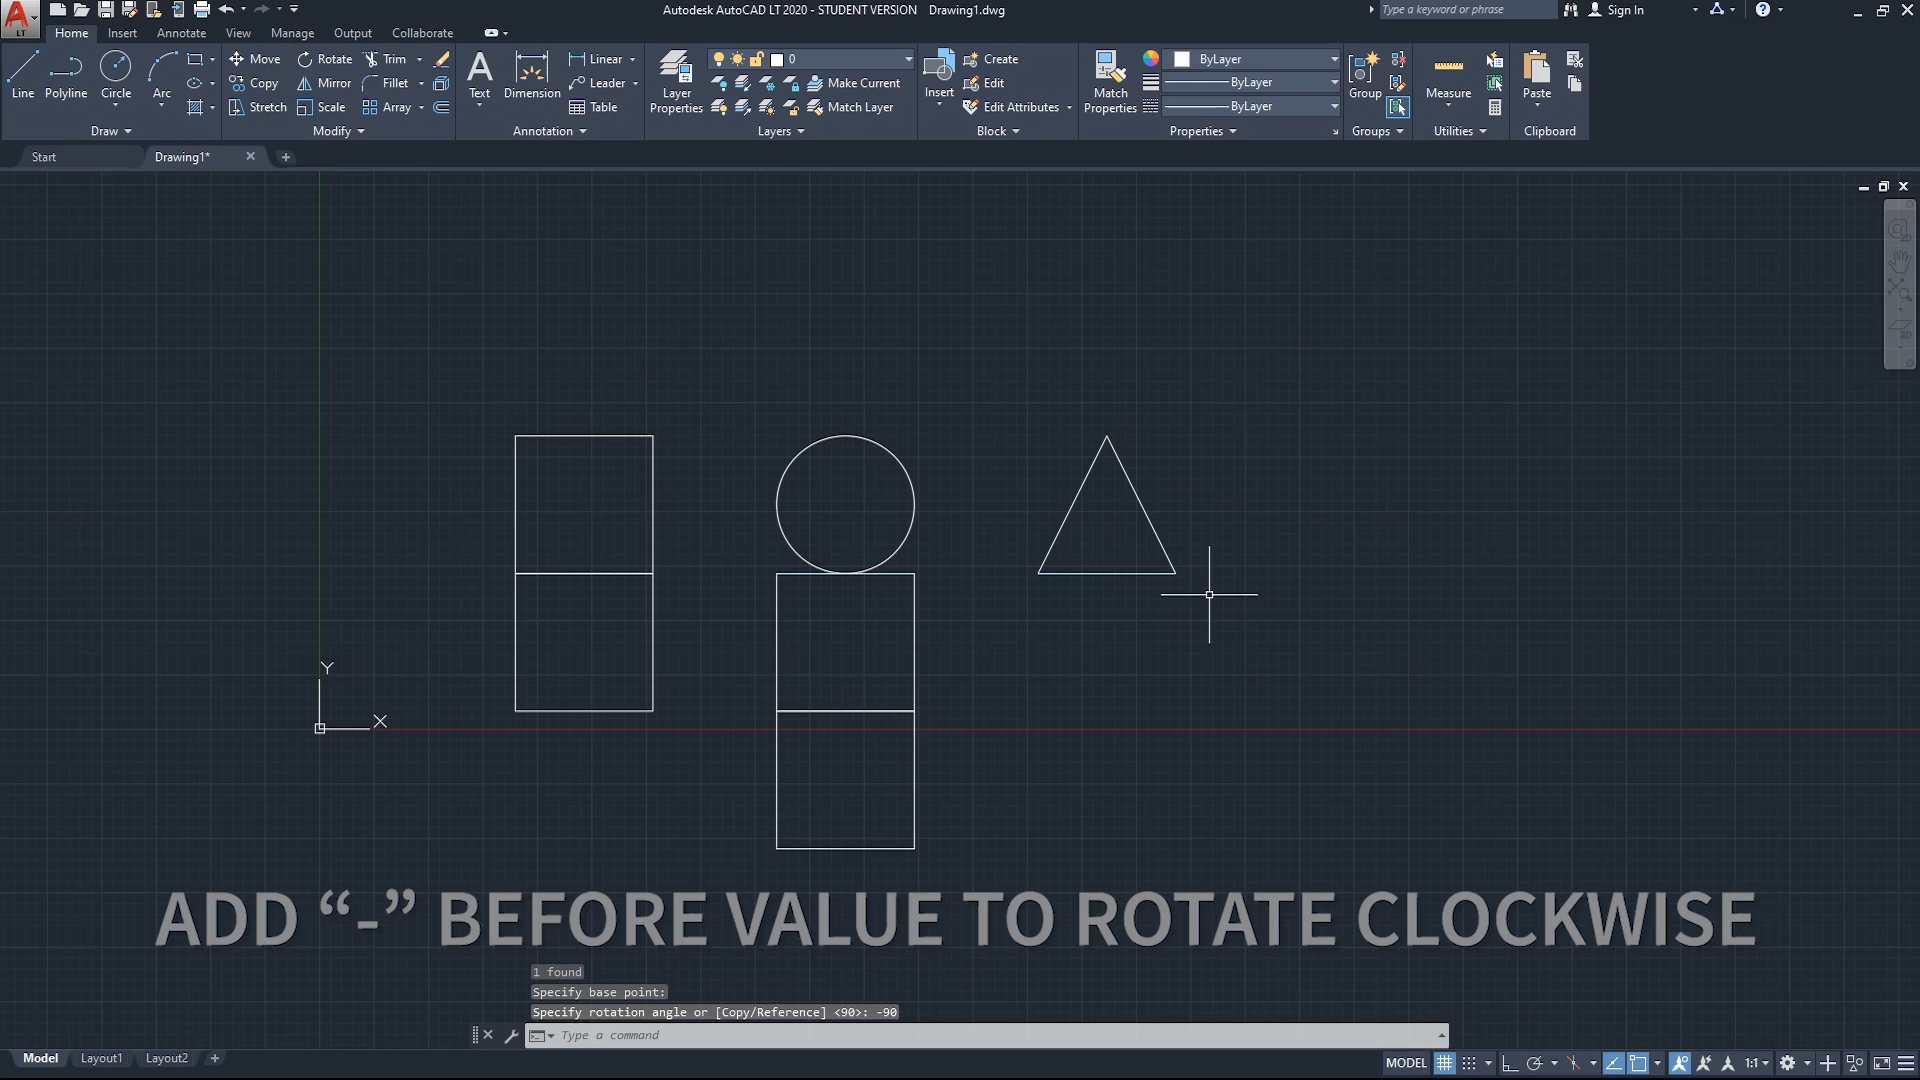 Autodesk AutoCAD LT 2020 - STUDENT VERSION Drawing1.dwg
Type a keyword or phrase
Sign In
LT
Home Insert Annotate View Manage Output Collaborate
Line Polyline Circle Arc
Draw
Move Rotate Trim
Copy Mirror Fillet
Stretch Scale Array
Modify
Text Dimension
Linear
Leader
Table
Annotation
Layer
Properties
0
Make Current
Match Layer
Layers
Insert
Create
Edit
Edit Attributes
Block
Match
Properties
ByLayer
ByLayer
ByLayer
Properties
Group
Groups
Measure
Utilities
Paste
Clipboard
Start Drawing1*
2D
2D
Y
X
ADD “-” BEFORE VALUE TO ROTATE CLOCKWISE
1 found
Specify base point:
Specify rotation angle or [Copy/Reference] <90>: -90
Type a command
Model Layout1 Layout2
MODEL
1:1